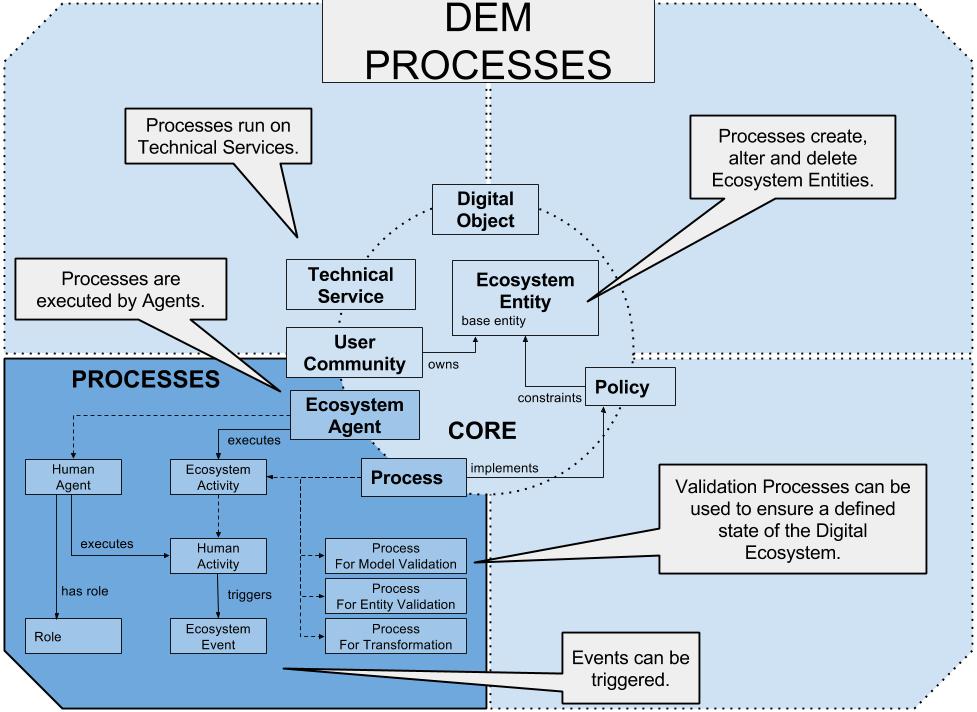 DEM
PROCESSES
Processes run on
Technical Services.
Processes create,
alter and delete
Ecosystem Entities.
Digital
Object
Processes are
executed by Agents.
Technical
Service
Ecosystem
Entity
base entity
User
Community
owns
PROCESSES
Policy
constraints
Ecosystem
Agent
CORE
executes
Human
Agent
Ecosystem
Activity
Process
implements
Validation Processes can be
used to ensure a defined
state of the Digital
Ecosystem.
executes
Human
Activity
Process
For Model Validation
has role
triggers
Process
For Entity Validation
Role
Ecosystem
Event
Process
For Transformation
Events can be
triggered.